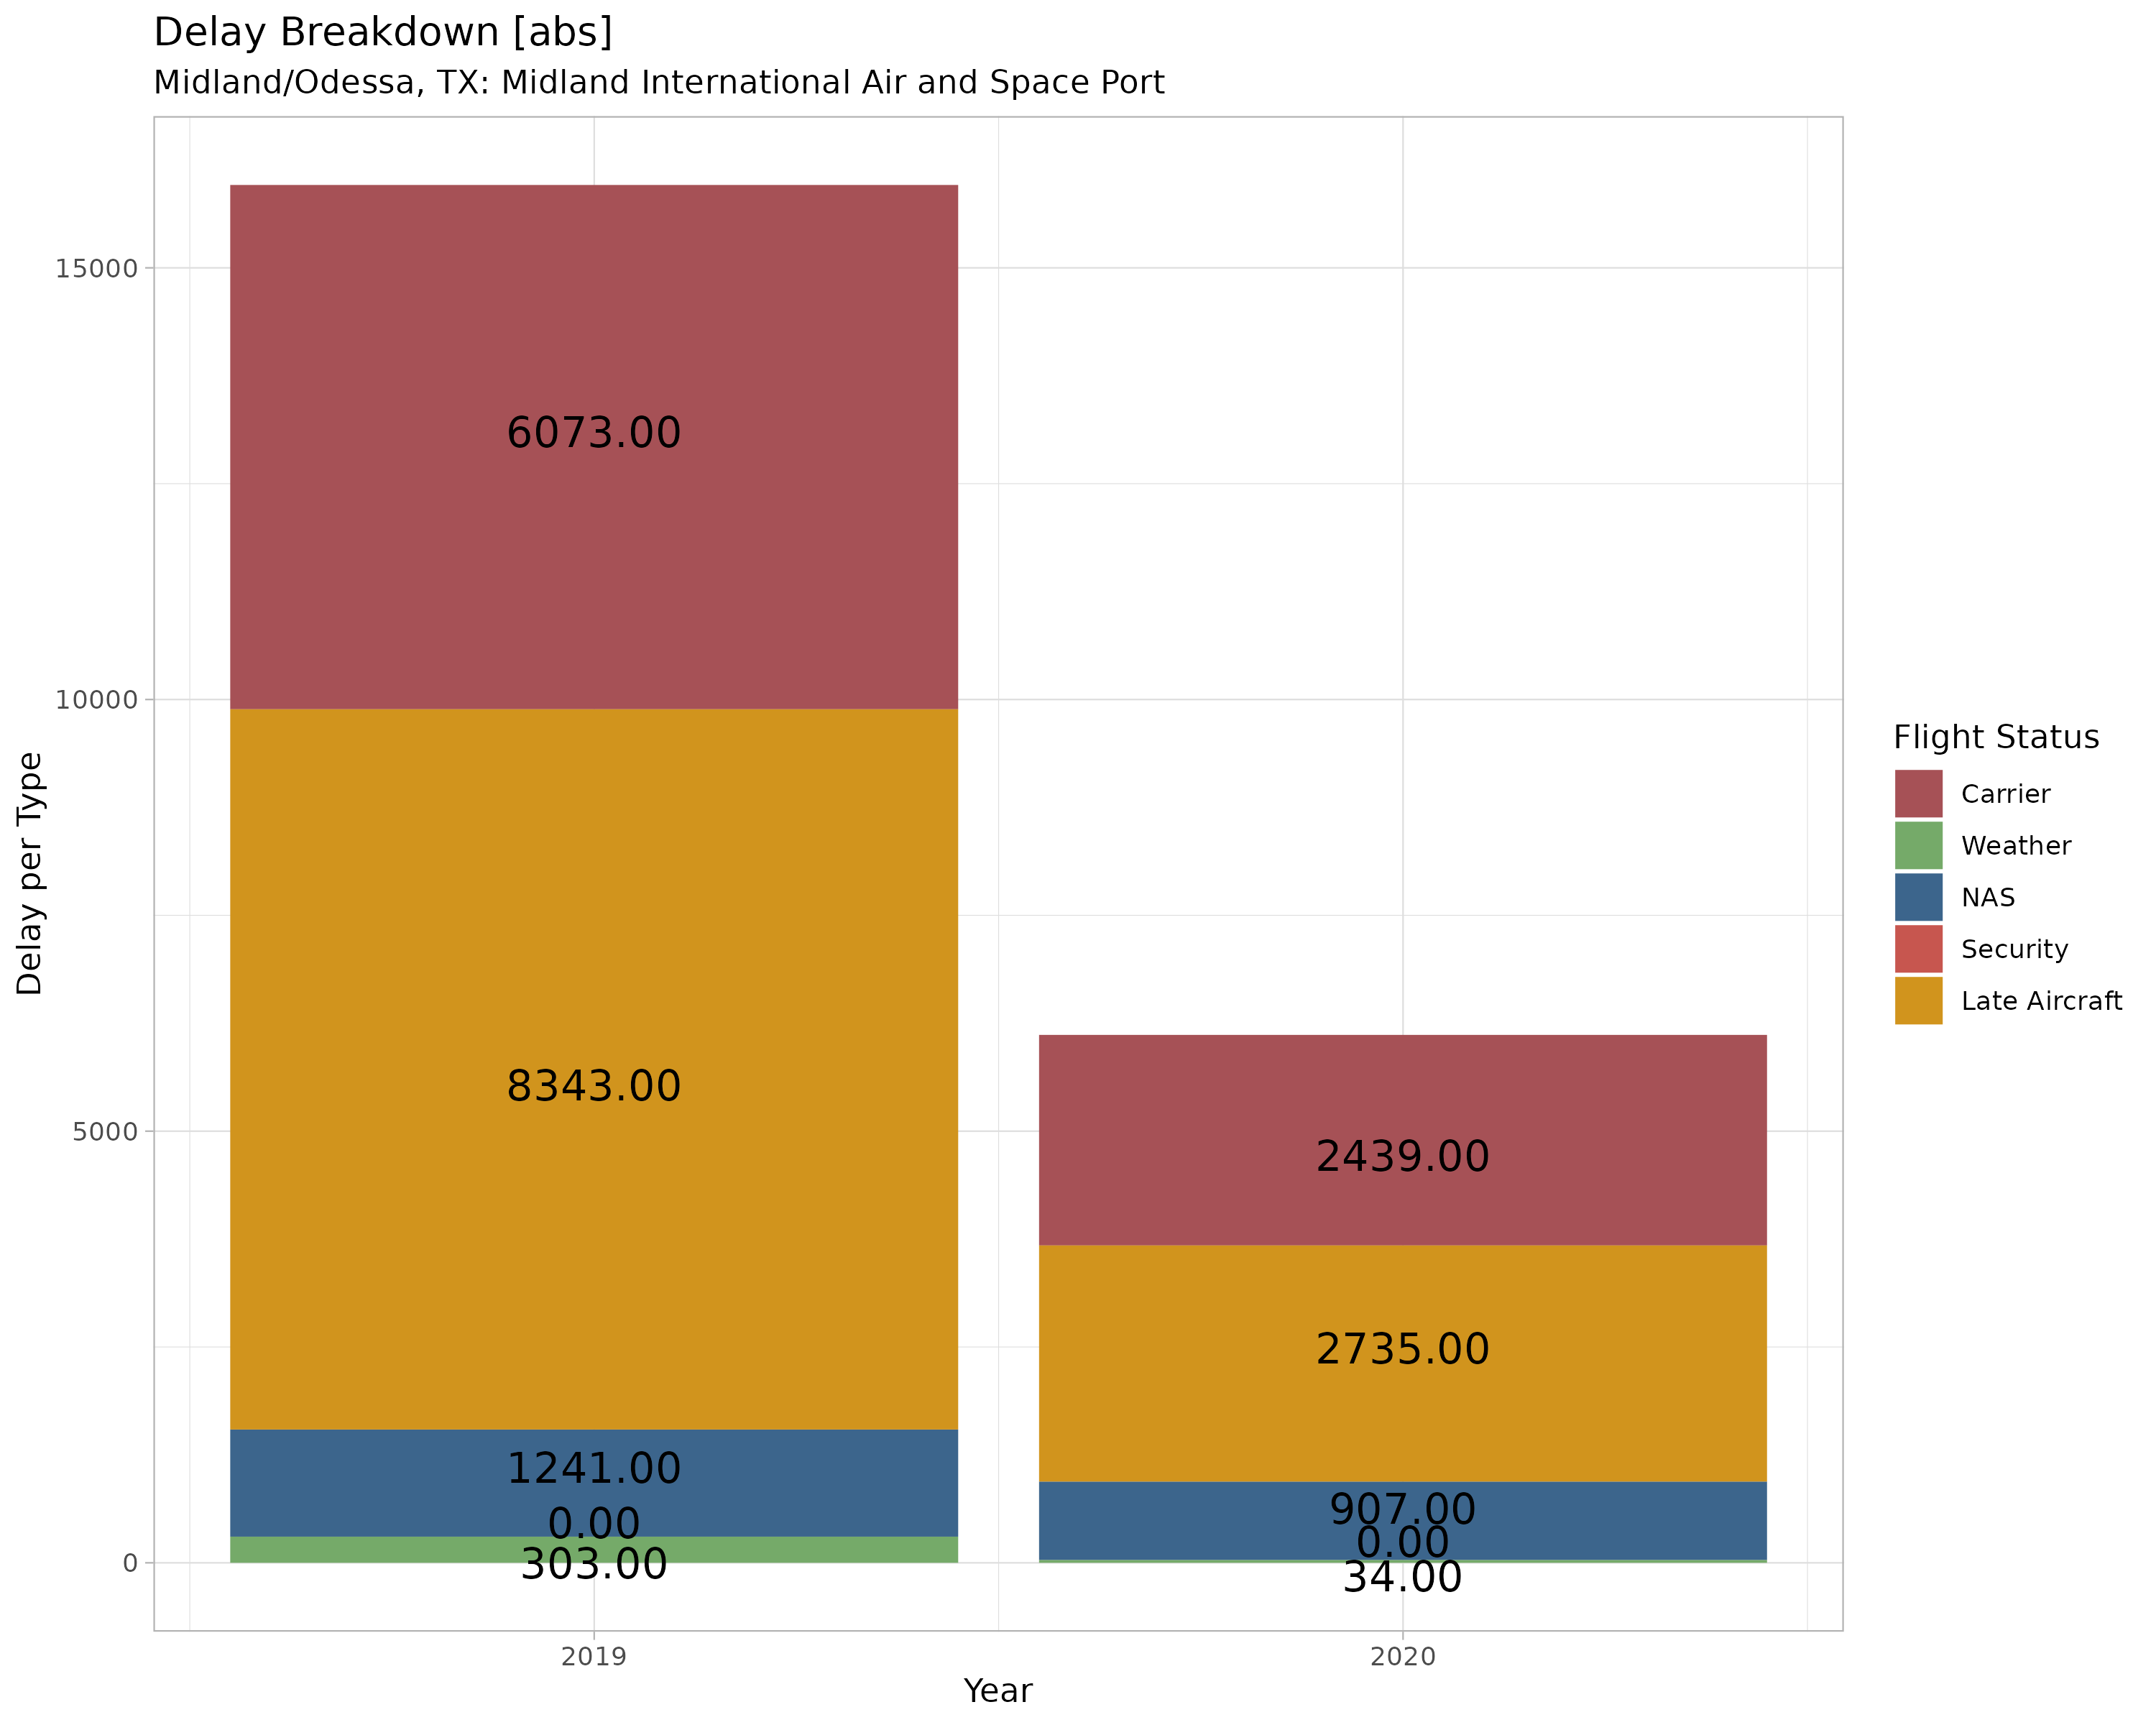 Delay Breakdown [abs]
Midland/Odessa, TX: Midland International Air and Space Port
Delay per Type
15000
10000
5000
0
6073.00
8343.00
1241.00
0.00
303.00
2439.00
2735.00
907.00
0.00
34.00
2019
2020
Year
Flight Status
Carrier
Weather
NAS
Security
Late Aircraft